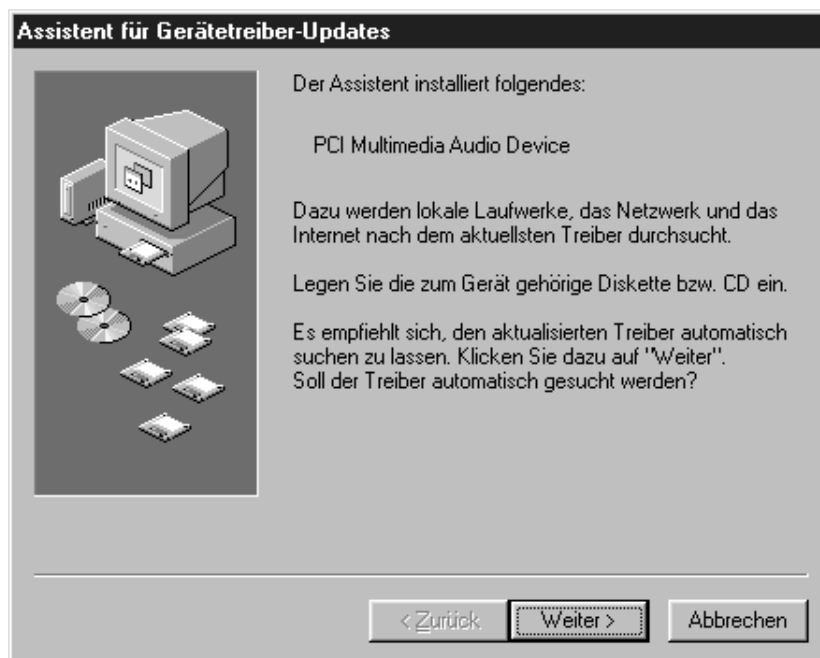 Assistent für Gerätetreiber-Updates
Der Assistent installiert folgendes:
PCI Multimedia Audio Device
Dazu werden lokale Laufwerke, das Netzwerk und das
Internet nach dem aktuellsten Treiber durchsucht.
Legen Sie die zum Gerät gehörige Diskette bzw. CD ein.
Es empfiehlt sich, den aktualisierten Treiber automatisch
suchen zu lassen. Klicken Sie dazu auf "Weiter".
Soll der Treiber automatisch gesucht werden?
< Zurück Weiter > Abbrechen